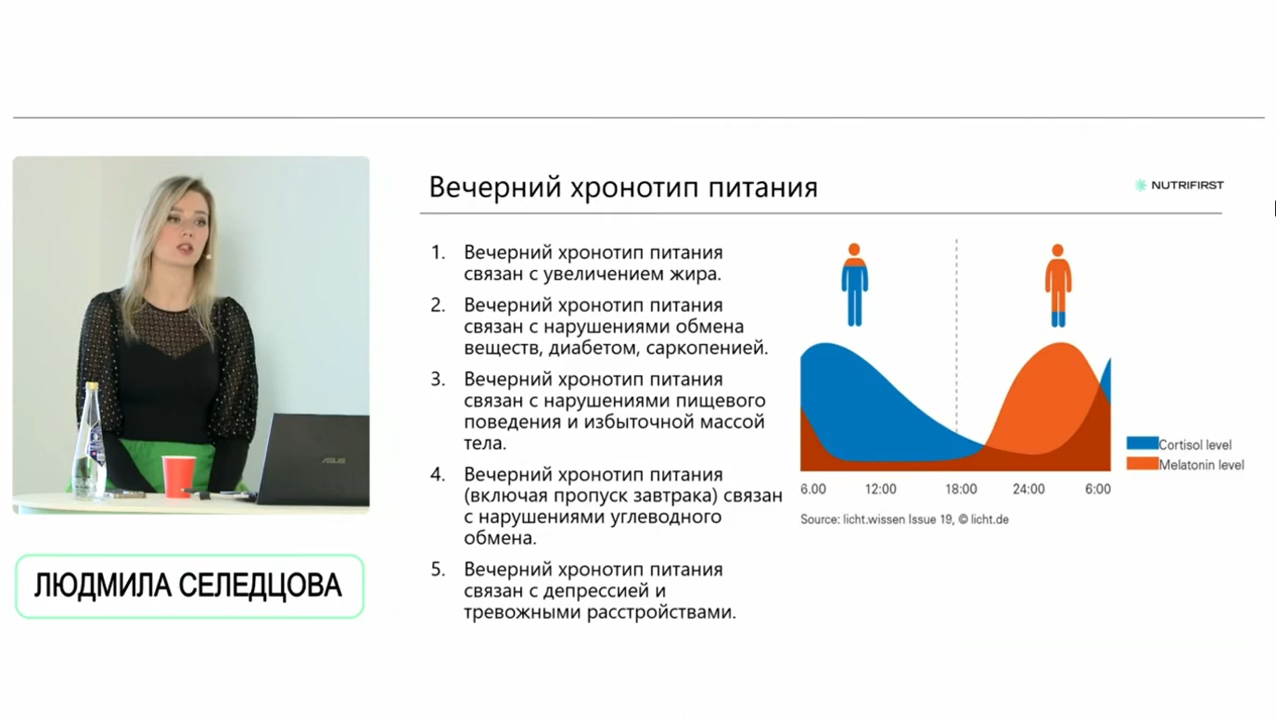 Вечерний хронотип питания
NUTRIFIRST
1. Вечерний хронотип питания
связан с увеличением жира.
2. Вечерний хронотип питания
связан с нарушениями обмена
веществ, диабетом, саркопенией.
3. Вечерний хронотип питания
связан с нарушениями пищевого
поведения и избыточной массой
тела.
4. Вечерний хронотип питания
(включая пропуск завтрака) связан
с нарушениями углеводного
обмена.
5. Вечерний хронотип питания
связан с депрессией и
тревожными расстройствами.
Cortisol level
Melatonin level
6.00 12:00 18:00 24:00 6:00
Source: licht.wissen Issue 19, © licht.de
ASUS
ЛЮДМИЛА СЕЛЕДЦОВА